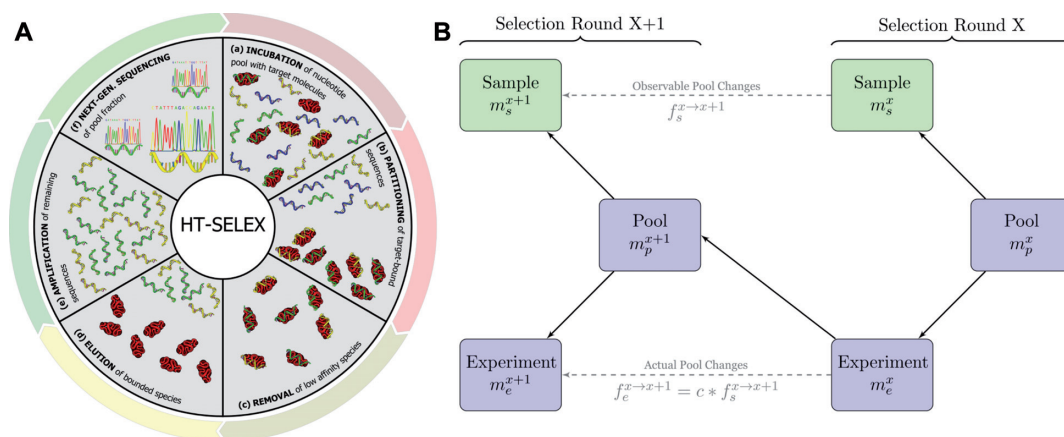 A
(a) INCUBATION of nucleotide
pool with target molecules
(b) PARTITIONING of target-bound
sequences
(c) REMOVAL of low affinity species
(d) ELUTION of bounded species
(e) AMPLIFICATION of remaining
sequences
(f) NEXT-GEN. SEQUENCING
of pool fraction
HT-SELEX
B
Selection Round X+1
Selection Round X
Sample
m_s^{x+1}
Observable Pool Changes
f_s^{x→x+1}
Sample
m_s^x
Pool
m_p^{x+1}
Pool
m_p^x
Experiment
m_e^{x+1}
Actual Pool Changes
f_e^{x→x+1} = c * f_s^{x→x+1}
Experiment
m_e^x